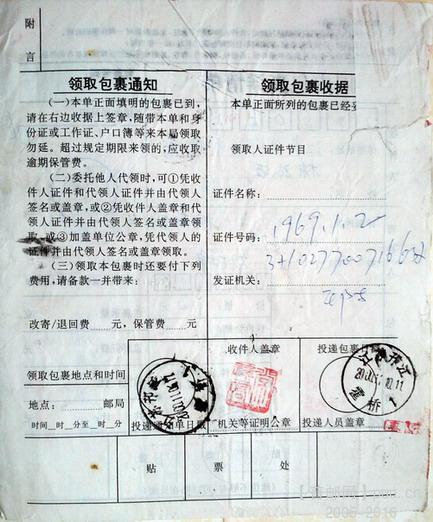 附
言
领取包裹通知
(一)本单正面填明的包裹已到,
请在右边收据上签章,随带本单和身
份证或工作证、户口簿等来本局领取
勿延。超过规定期限来领的,应收取
逾期保管费。
(二)委托他人代领时,可①凭收
件人证件和代领人证件并由代领人
签名或盖章,或②凭收件人盖章和代
领人证件并由代领人签名或盖章领
取,或③加盖单位公章,凭代领人的
证件并由代领人签名或盖章领取。
(三)领取本包裹时还要付下列
费用,请备款一并带来:
改寄/退回费 元,保管费 元。
领取包裹地点和时间
地点: 邮局
时间 时 分至 时 分
领取包裹收据
本单正面所列的包裹已经
领取人证件节目
证件名称:
证件号码:
1969.1.2
发证机关:
收件人盖章
投递
机关等证明公章
投递人员盖章
霍桥
贴 票 处
2005-2016